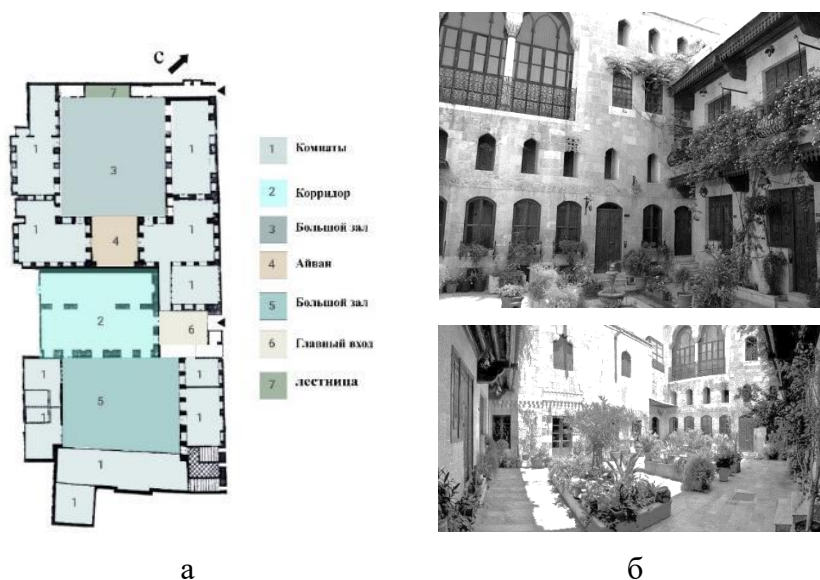 с
7
1
1
3
1
1
4
1
2
6
1
1
5
1
1
1
1
1 Комнаты
2 Корридор
3 Большой зал
4 Айван
5 Большой зал
6 Главный вход
7 лестница
а
б